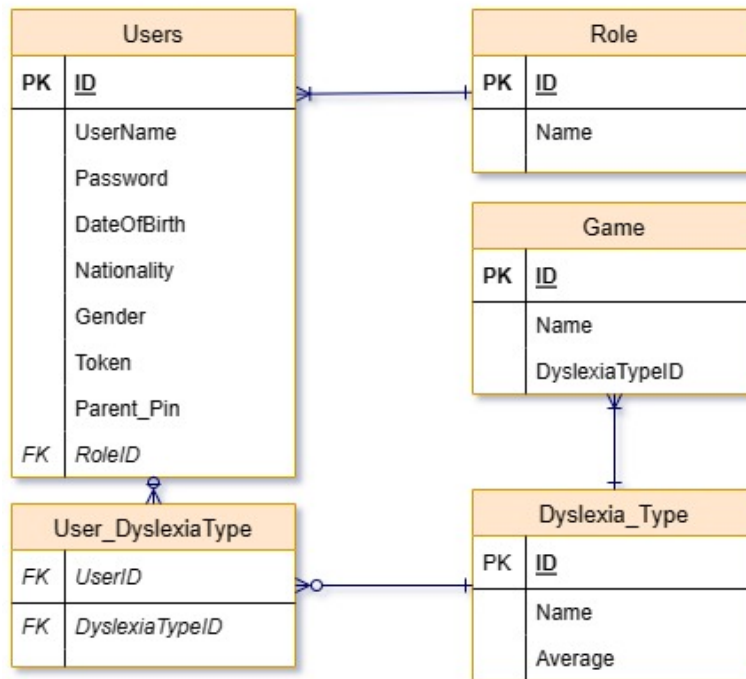 Users
PK ID
UserName
Password
DateOfBirth
Nationality
Gender
Token
Parent_Pin
FK RoleID
Role
PK ID
Name
Game
PK ID
Name
DyslexiaTypeID
User_DyslexiaType
FK UserID
FK DyslexiaTypeID
Dyslexia_Type
PK ID
Name
Average